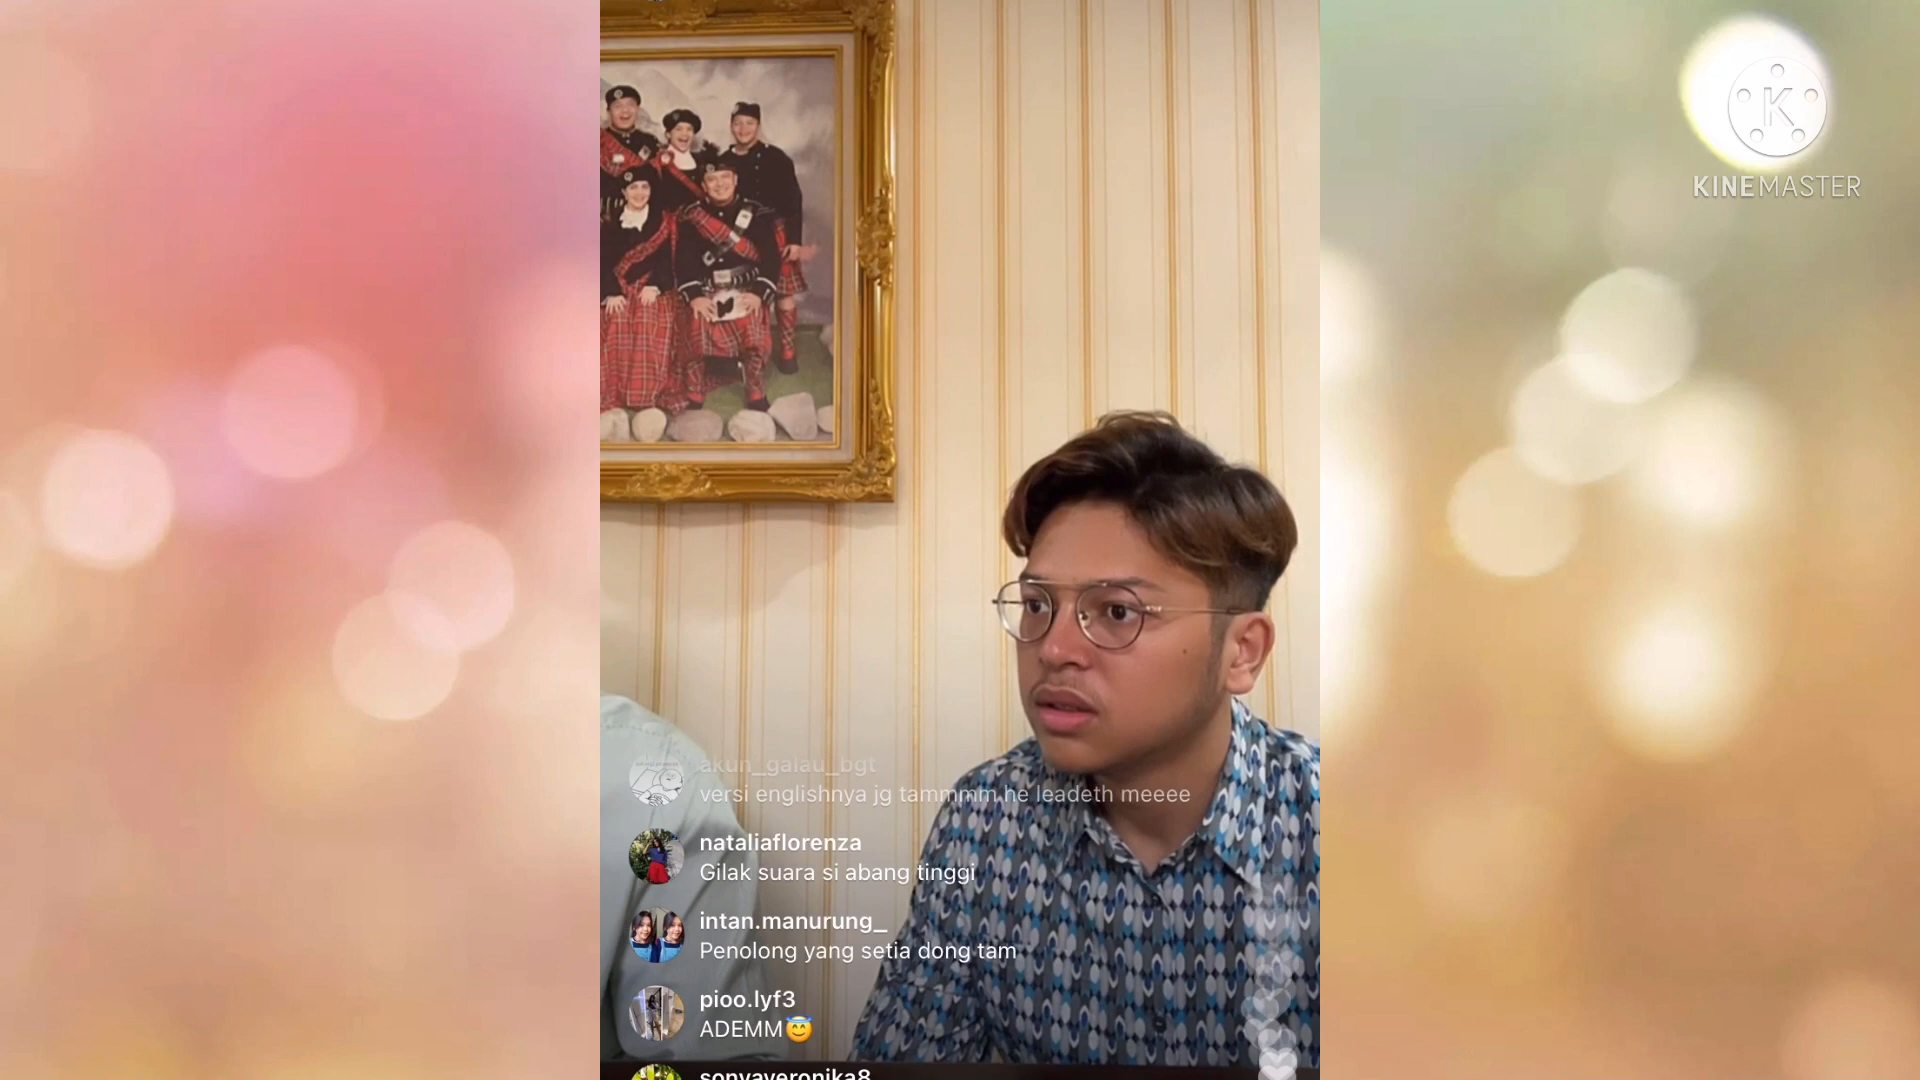 K
KINEMASTER
akun_galau_bgt
versi englishnya jg tammmm he leadeth meeee
nataliaflorenza
Gilak suara si abang tinggi
intan.manurung_
Penolong yang setia dong tam
pioo.lyf3
ADEMM😇
sonyaveronika8